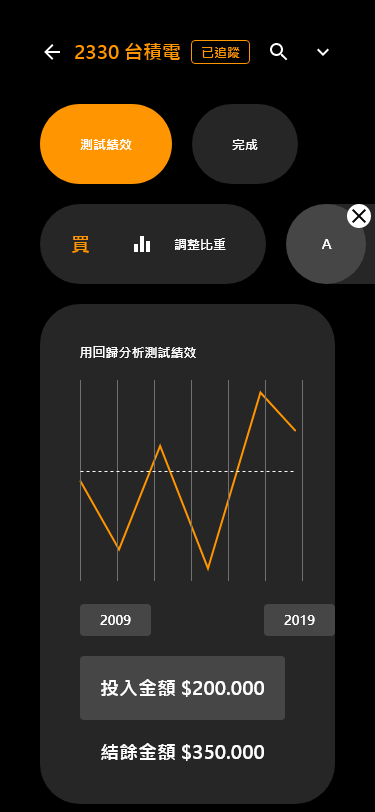 2330 台積電 已追蹤
測試績效 完成
買 調整比重 A
用回歸分析測試績效
2009 2019
投入金額 $200.000
結餘金額 $350.000